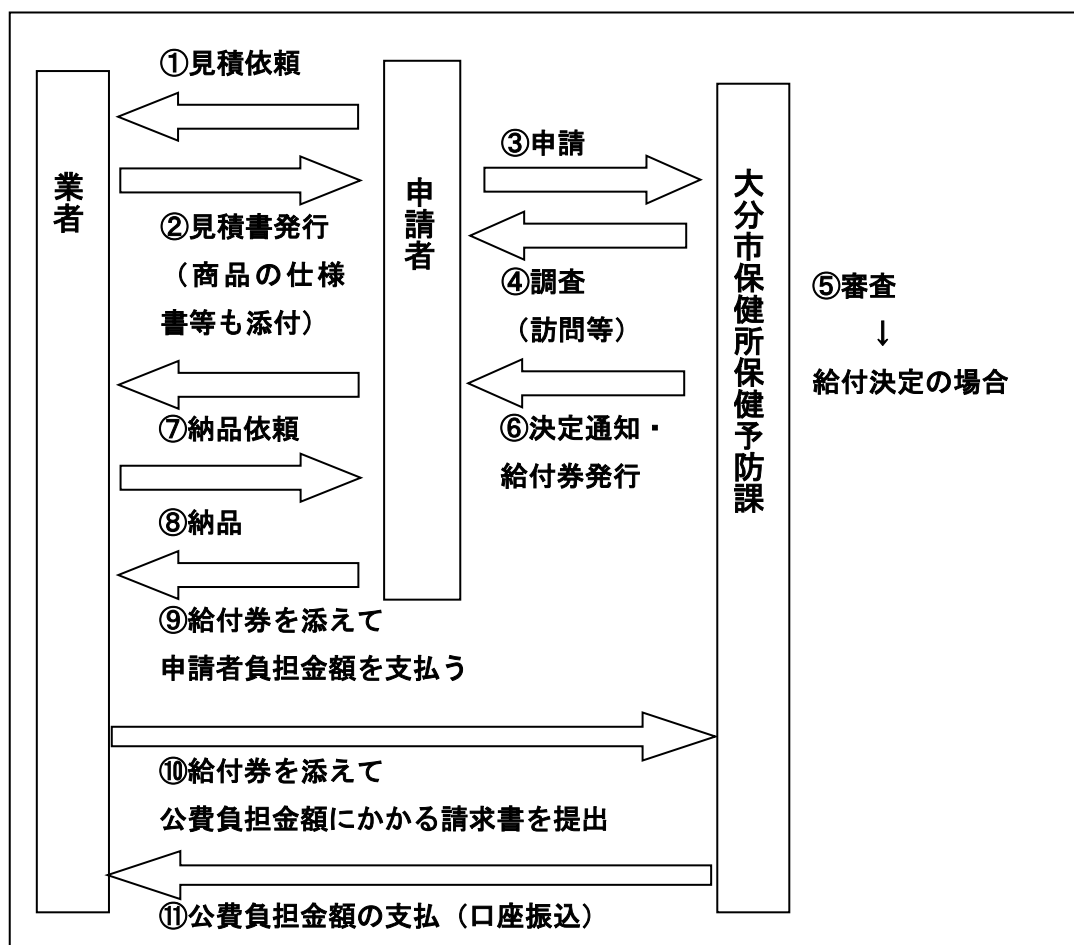 ①見積依頼
業者
②見積書発行
（商品の仕様
書等も添付）
申請者
③申請
④調査
（訪問等）
大分市保健所保健予防課
⑤審査
↓
給付決定の場合
⑥決定通知・
給付券発行
⑦納品依頼
⑧納品
⑨給付券を添えて
申請者負担金額を支払う
⑩給付券を添えて
公費負担金額にかかる請求書を提出
⑪公費負担金額の支払（口座振込）